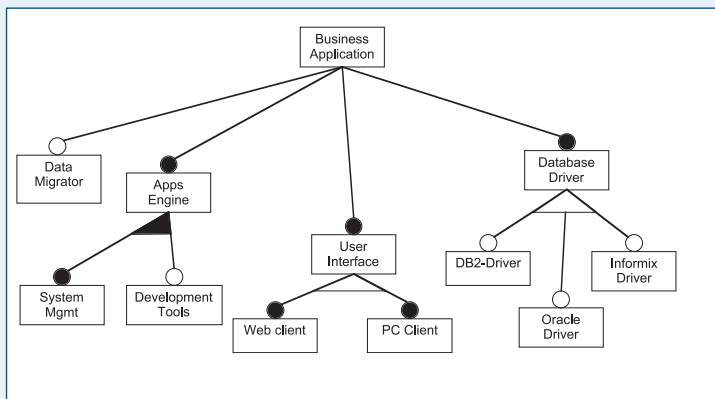 Business
Application
Data
Migrator
Apps
Engine
Database
Driver
User
Interface
DB2-Driver
Informix
Driver
System
Mgmt
Development
Tools
Oracle
Driver
Web client
PC Client